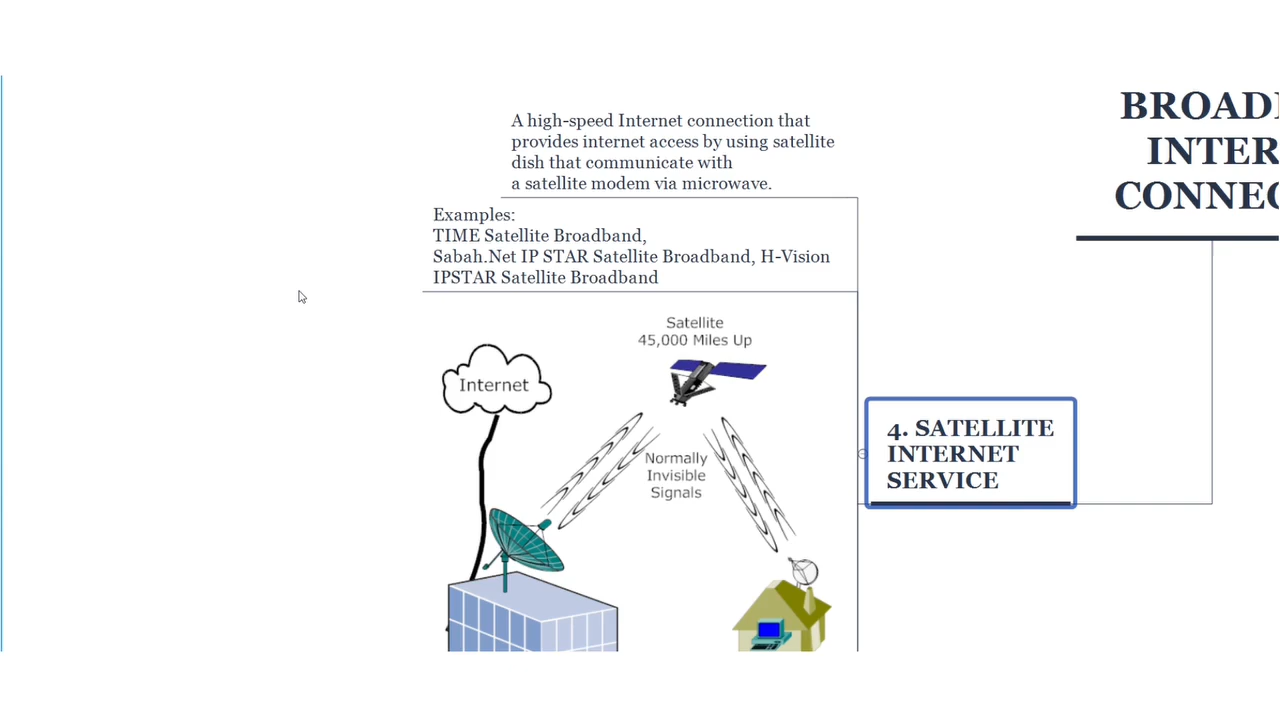 A high-speed Internet connection that
provides internet access by using satellite
dish that communicate with
a satellite modem via microwave.
Examples:
TIME Satellite Broadband,
Sabah.Net IP STAR Satellite Broadband, H-Vision
IPSTAR Satellite Broadband
Satellite
45,000 Miles Up
Internet
Normally
Invisible
Signals
4. SATELLITE
INTERNET
SERVICE